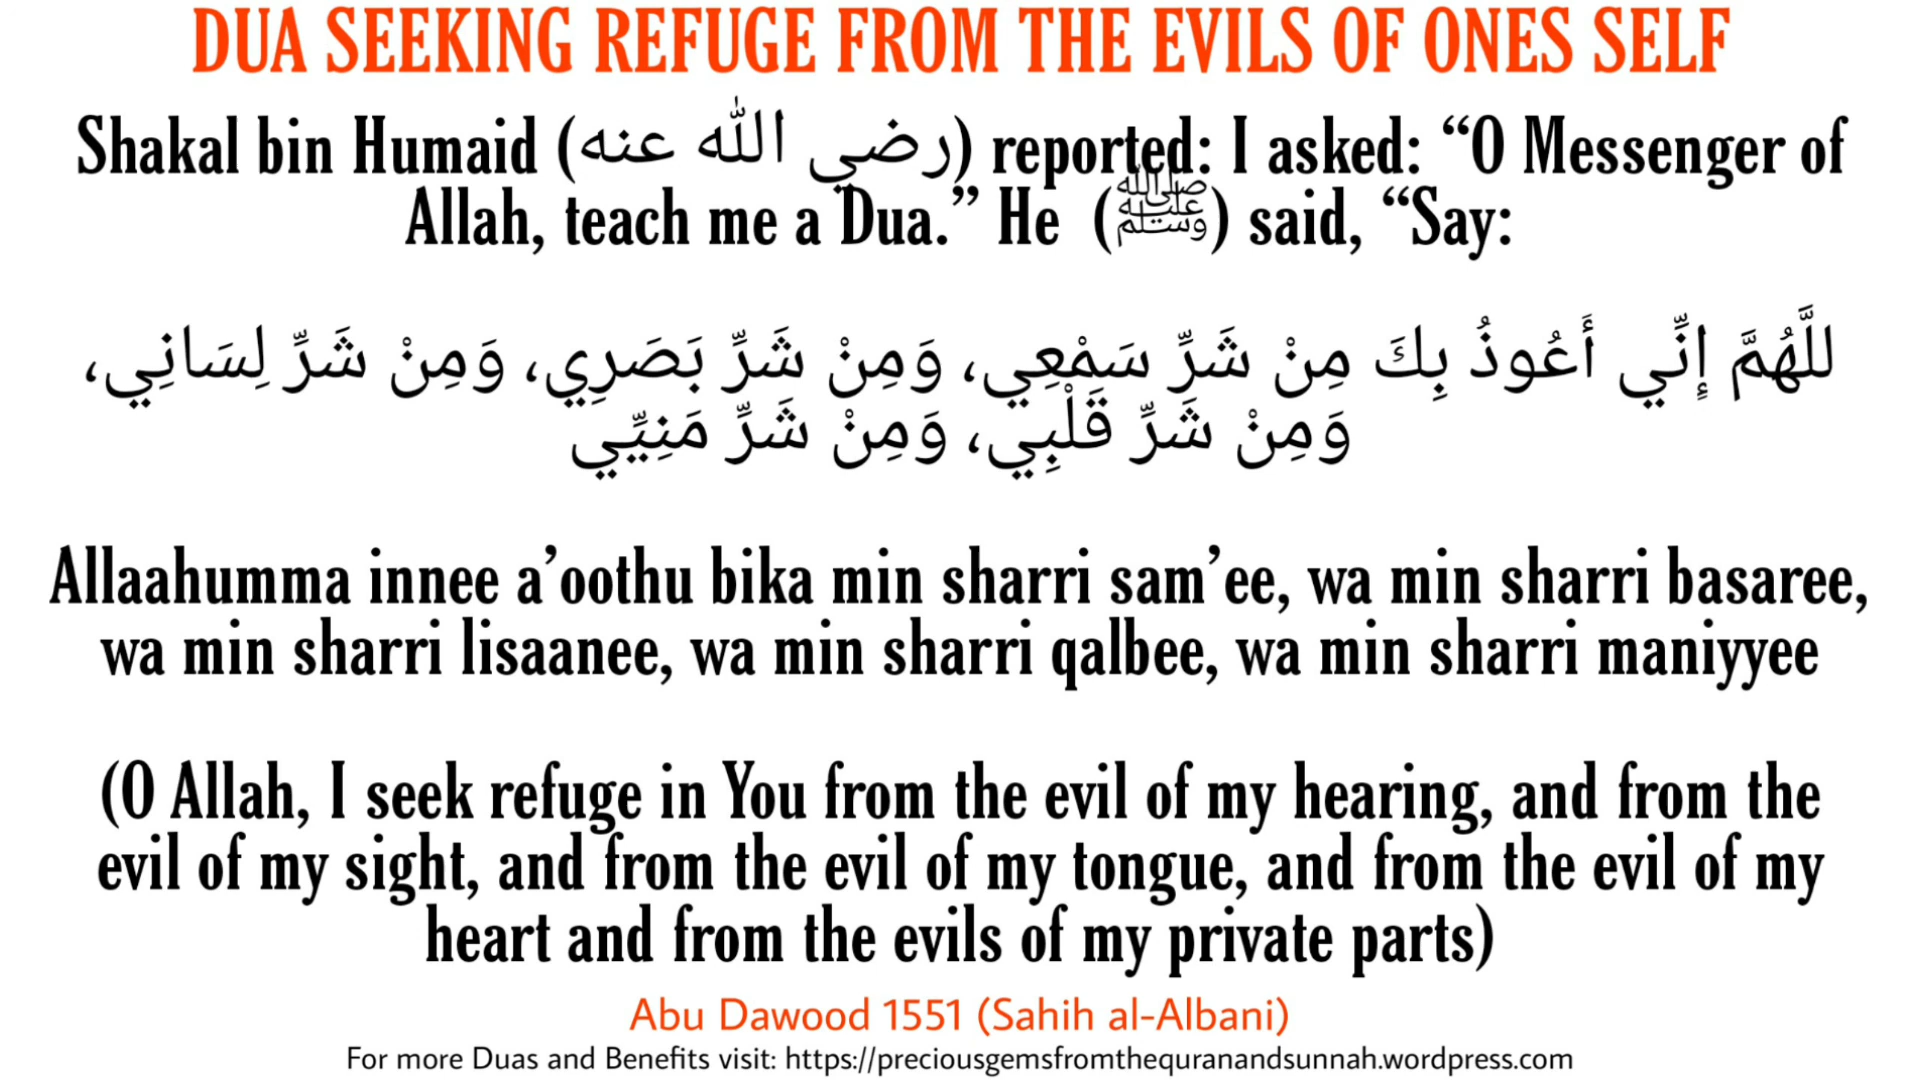 DUA SEEKING REFUGE FROM THE EVILS OF ONES SELF
Shakal bin Humaid (رضي الله عنه) reported: I asked: “O Messenger of
Allah, teach me a Dua.” He (ﷺ) said, “Say:
للَّهُمَّ إِنِّي أَعُوذُ بِكَ مِنْ شَرِّ سَمْعِي، وَمِنْ شَرِّ بَصَرِي، وَمِنْ شَرِّ لِسَانِي،
وَمِنْ شَرِّ قَلْبِي، وَمِنْ شَرِّ مَنِيِّي
Allaahumma innee a’oothu bika min sharri sam’ee, wa min sharri basaree,
wa min sharri lisaanee, wa min sharri qalbee, wa min sharri maniyyee
(O Allah, I seek refuge in You from the evil of my hearing, and from the
evil of my sight, and from the evil of my tongue, and from the evil of my
heart and from the evils of my private parts)
Abu Dawood 1551 (Sahih al-Albani)
For more Duas and Benefits visit: https://preciousgemsfromthequranandsunnah.wordpress.com